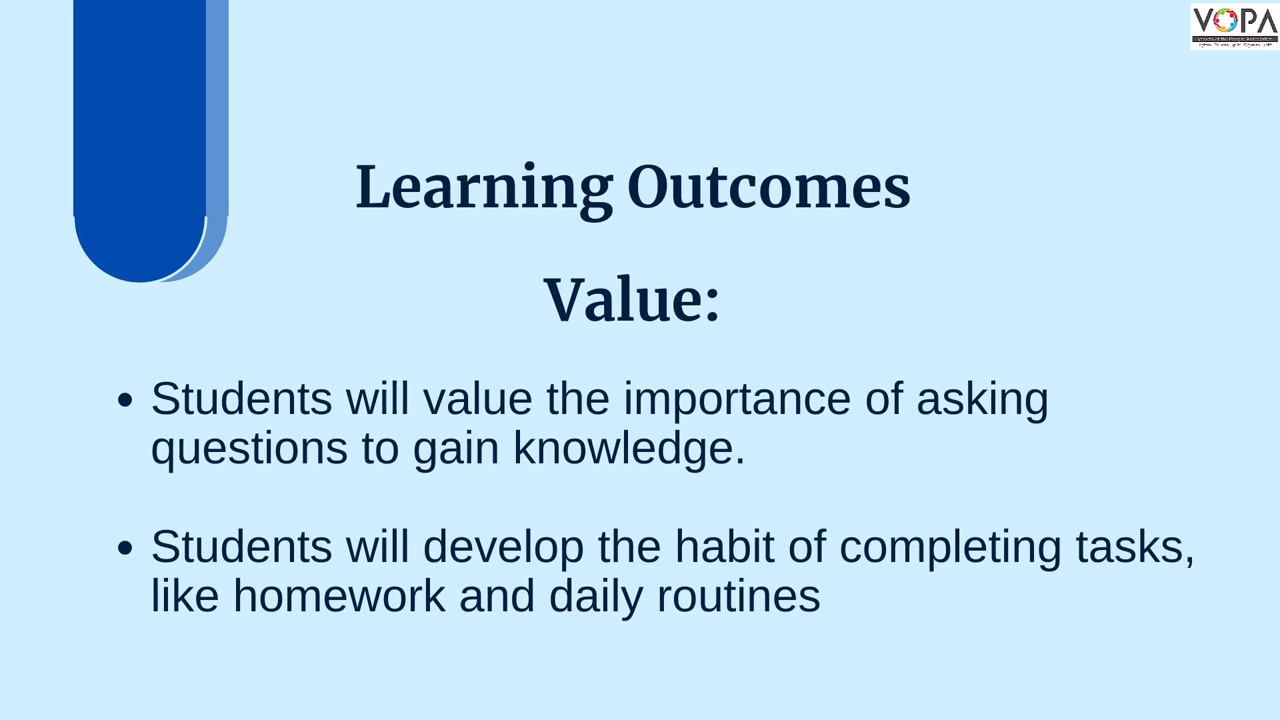 VOPA
Learning Outcomes
Value:
• Students will value the importance of asking
questions to gain knowledge.
• Students will develop the habit of completing tasks,
like homework and daily routines